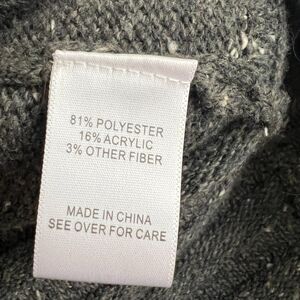 81% POLYESTER
16% ACRYLIC
3% OTHER FIBER
MADE IN CHINA
SEE OVER FOR CARE